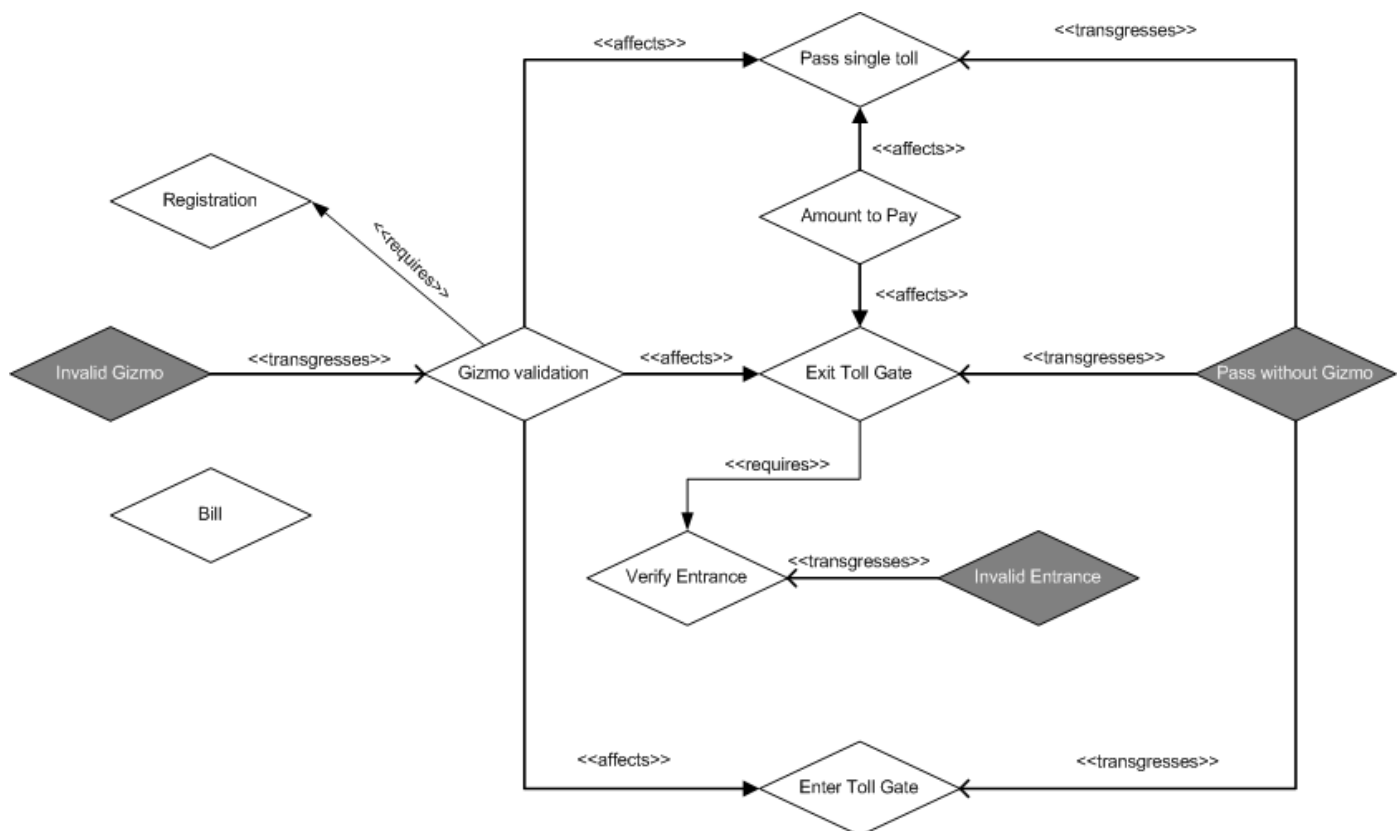 <<affects>>
<<transgresses>>
Pass single toll
<<affects>>
Registration
Amount to Pay
<<requires>>
<<affects>>
<<transgresses>>
<<affects>>
<<transgresses>>
Invalid Gizmo
Gizmo validation
Exit Toll Gate
Pass without Gizmo
<<requires>>
Bill
<<transgresses>>
Verify Entrance
Invalid Entrance
<<affects>>
<<transgresses>>
Enter Toll Gate